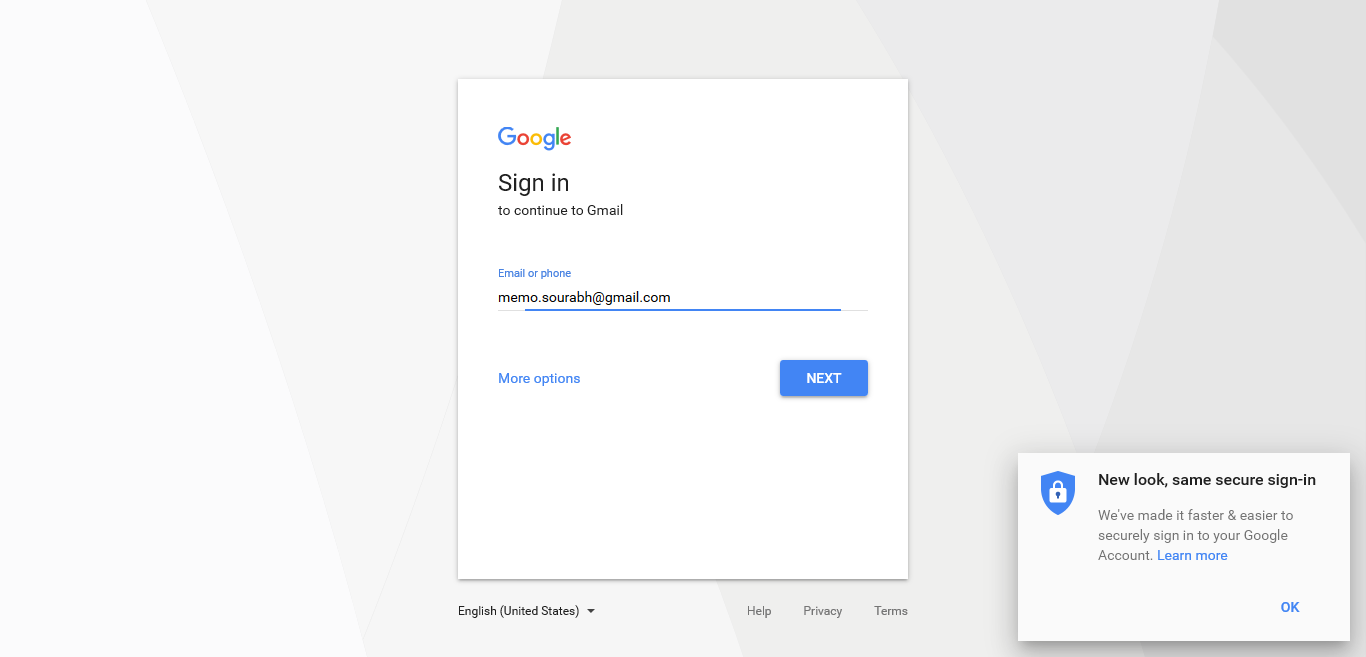 Google
Sign in
to continue to Gmail
Email or phone
memo.sourabh@gmail.com
More options
NEXT
English (United States)
Help
Privacy
Terms
New look, same secure sign-in
We've made it faster & easier to
securely sign in to your Google
Account. Learn more
OK